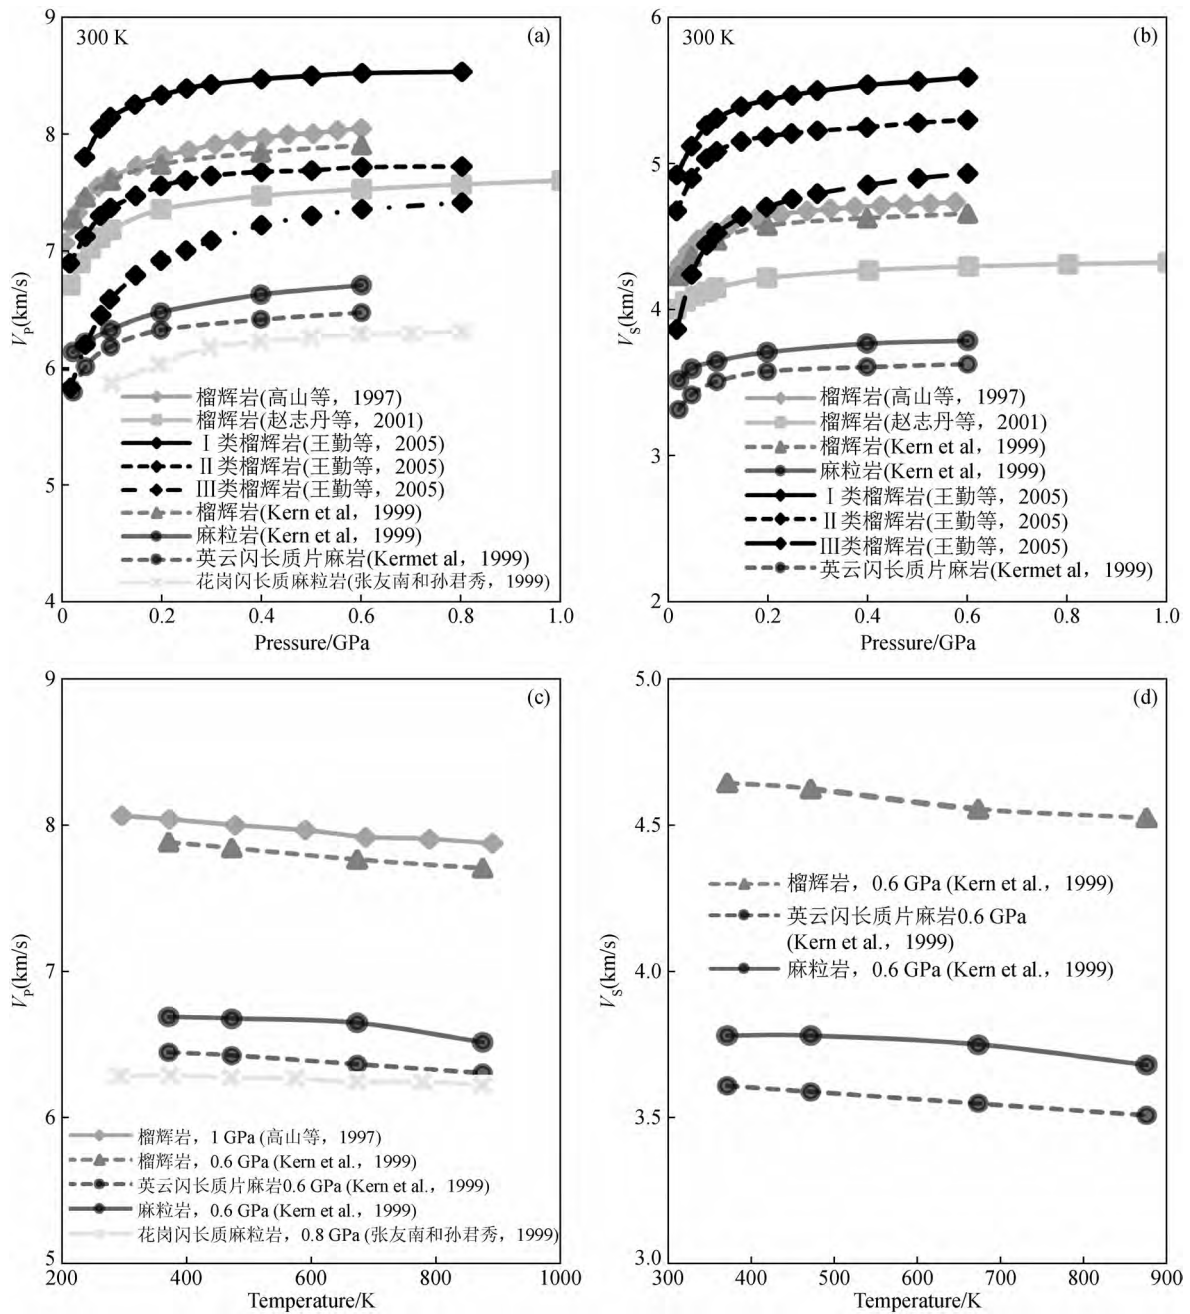 300 K
(a)
9
8
7
6
5
4
V_P(km/s)
榴辉岩(高山等，1997)
榴辉岩(赵志丹等，2001)
Ⅰ类榴辉岩(王勤等，2005)
Ⅱ类榴辉岩(王勤等，2005)
Ⅲ类榴辉岩(王勤等，2005)
榴辉岩(Kern et al，1999)
麻粒岩(Kern et al，1999)
英云闪长质片麻岩(Kermet al，1999)
花岗闪长质麻粒岩(张友南和孙君秀，1999)
0 0.2 0.4 0.6 0.8 1.0
Pressure/GPa
300 K
(b)
6
5
4
3
2
V_S(km/s)
榴辉岩(高山等，1997)
榴辉岩(赵志丹等，2001)
榴辉岩(Kern et al，1999)
麻粒岩(Kern et al，1999)
Ⅰ类榴辉岩(王勤等，2005)
Ⅱ类榴辉岩(王勤等，2005)
Ⅲ类榴辉岩(王勤等，2005)
英云闪长质片麻岩(Kermet al，1999)
0 0.2 0.4 0.6 0.8 1.0
Pressure/GPa
(c)
9
8
7
6
5
V_P(km/s)
榴辉岩，1 GPa (高山等，1997)
榴辉岩，0.6 GPa (Kern et al.，1999)
英云闪长质片麻岩0.6 GPa (Kern et al.，1999)
麻粒岩，0.6 GPa (Kern et al.，1999)
花岗闪长质麻粒岩，0.8 GPa (张友南和孙君秀，1999)
200 400 600 800 1000
Temperature/K
(d)
5.0
4.5
4.0
3.5
3.0
V_S(km/s)
榴辉岩，0.6 GPa (Kern et al.，1999)
英云闪长质片麻岩0.6 GPa
(Kern et al.，1999)
麻粒岩，0.6 GPa (Kern et al.，1999)
300 400 500 600 700 800 900
Temperature/K